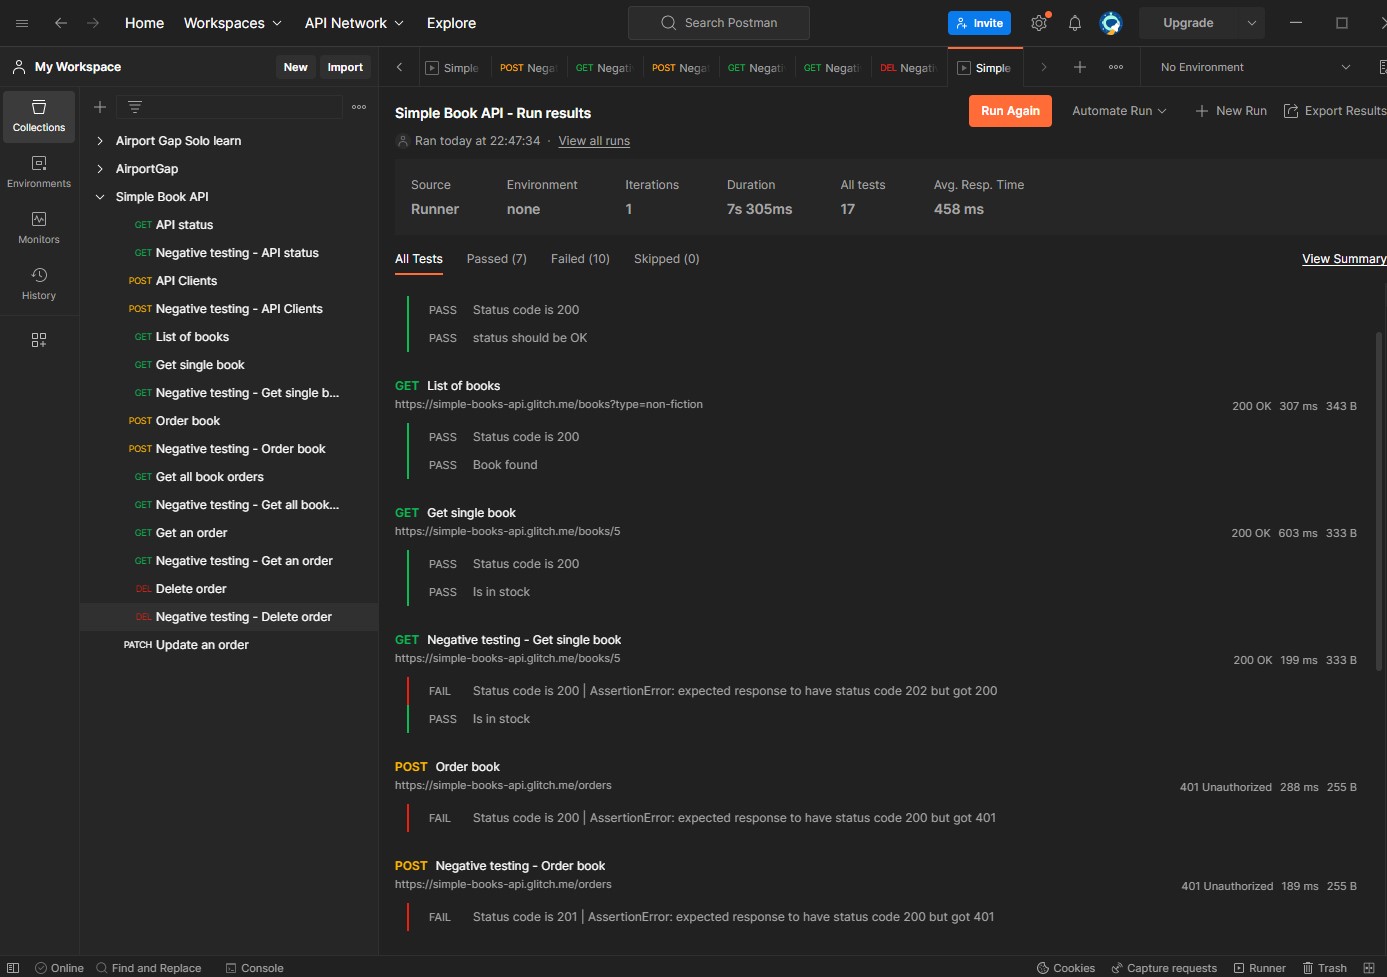 Home Workspaces API Network Explore Search Postman Invite Upgrade
My Workspace New Import Simple POST Nega GET Negati POST Nega GET Negati GET Negati DEL Negati Simple No Environment
Collections
Environments
Monitors
History
Airport Gap Solo learn
AirportGap
Simple Book API
GET API status
GET Negative testing - API status
POST API Clients
POST Negative testing - API Clients
GET List of books
GET Get single book
GET Negative testing - Get single b...
POST Order book
POST Negative testing - Order book
GET Get all book orders
GET Negative testing - Get all book...
GET Get an order
GET Negative testing - Get an order
DEL Delete order
DEL Negative testing - Delete order
PATCH Update an order
Simple Book API - Run results
Run Again Automate Run New Run Export Results
Ran today at 22:47:34 · View all runs
Source Environment Iterations Duration All tests Avg. Resp. Time
Runner none 1 7s 305ms 17 458 ms
All Tests Passed (7) Failed (10) Skipped (0) View Summary
PASS Status code is 200
PASS status should be OK
GET List of books
https://simple-books-api.glitch.me/books?type=non-fiction
200 OK 307 ms 343 B
PASS Status code is 200
PASS Book found
GET Get single book
https://simple-books-api.glitch.me/books/5
200 OK 603 ms 333 B
PASS Status code is 200
PASS Is in stock
GET Negative testing - Get single book
https://simple-books-api.glitch.me/books/5
200 OK 199 ms 333 B
FAIL Status code is 200 | AssertionError: expected response to have status code 202 but got 200
PASS Is in stock
POST Order book
https://simple-books-api.glitch.me/orders
401 Unauthorized 288 ms 255 B
FAIL Status code is 200 | AssertionError: expected response to have status code 200 but got 401
POST Negative testing - Order book
https://simple-books-api.glitch.me/orders
401 Unauthorized 189 ms 255 B
FAIL Status code is 201 | AssertionError: expected response to have status code 200 but got 401
Online Find and Replace Console Cookies Capture requests Runner Trash